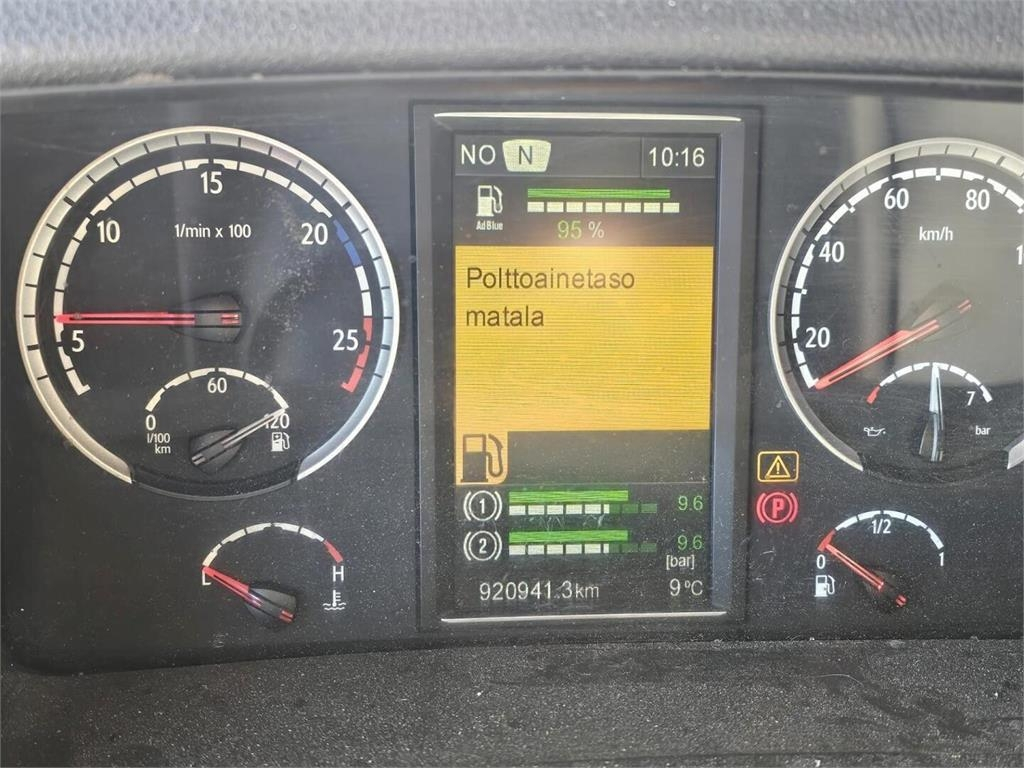 NO N 10:16
AdBlue
95 %
Polttoainetaso
matala
1 9.6
2 9.6
[bar]
920941.3km 9 °C
5 10 15 20 25
1/min x 100
0 60 120
l/100
km
P
L H
20 40 60 80 1
km/h
7
bar
P
0 1/2 1